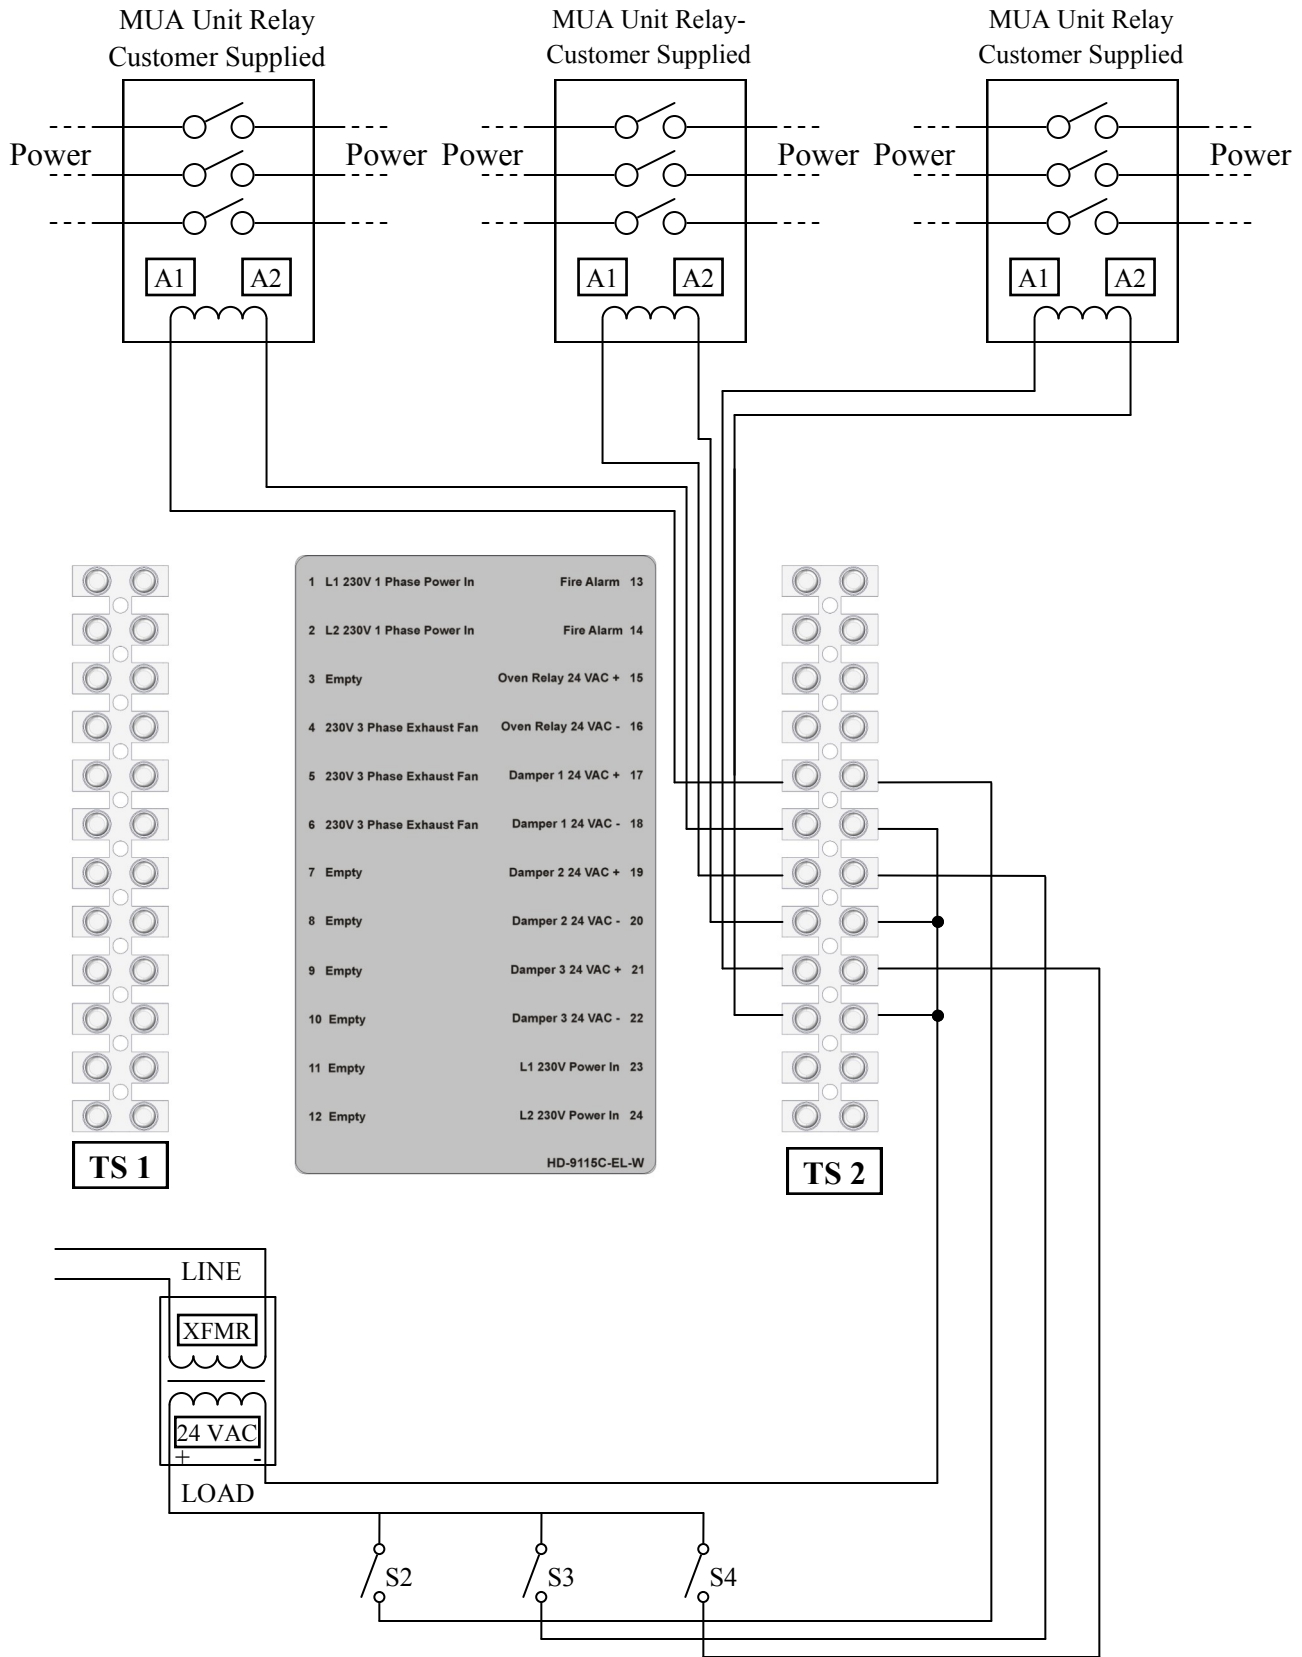 MUA Unit Relay
Customer Supplied
MUA Unit Relay-
Customer Supplied
MUA Unit Relay
Customer Supplied
Power
Power
Power
Power
Power
Power
A1
A2
A1
A2
A1
A2
1 L1 230V 1 Phase Power In
Fire Alarm 13
2 L2 230V 1 Phase Power In
Fire Alarm 14
3 Empty
Oven Relay 24 VAC + 15
4 230V 3 Phase Exhaust Fan
Oven Relay 24 VAC - 16
5 230V 3 Phase Exhaust Fan
Damper 1 24 VAC + 17
6 230V 3 Phase Exhaust Fan
Damper 1 24 VAC - 18
7 Empty
Damper 2 24 VAC + 19
8 Empty
Damper 2 24 VAC - 20
9 Empty
Damper 3 24 VAC + 21
10 Empty
Damper 3 24 VAC - 22
11 Empty
L1 230V Power In 23
12 Empty
L2 230V Power In 24
HD-9115C-EL-W
TS 1
TS 2
LINE
XFMR
24 VAC
+ -
LOAD
S2
S3
S4